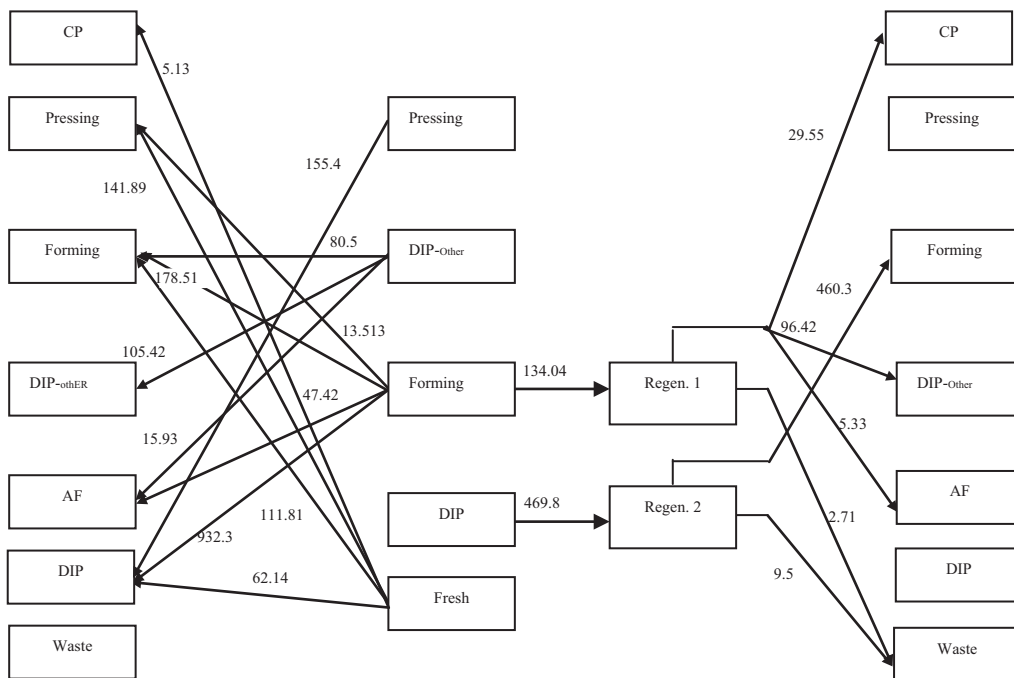 CP
CP
5.13
Pressing
Pressing
Pressing
29.55
155.4
141.89
Forming
80.5
DIP-Other
Forming
178.51
460.3
13.513
96.42
105.42
DIP-othER
Forming
134.04
Regen. 1
DIP-Other
47.42
15.93
5.33
AF
AF
DIP
469.8
Regen. 2
111.81
2.71
932.3
DIP
9.5
DIP
62.14
Fresh
Waste
Waste